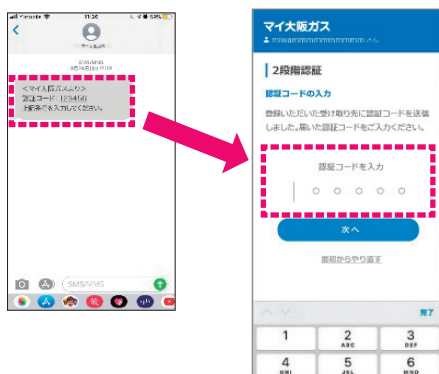 11:26
<マイ大阪ガスより>
認証コード:123456
上記番号を入力してください。
マイ大阪ガス
2段階認証
認証コードの入力
登録いただいた受け取り先に認証コードを送信
しました。届いた認証コードをご入力ください。
認証コードを入力
次へ
最初からやり直す
完了
1
2
ABC
3
DEF
4
GHI
5
JKL
6
MNO